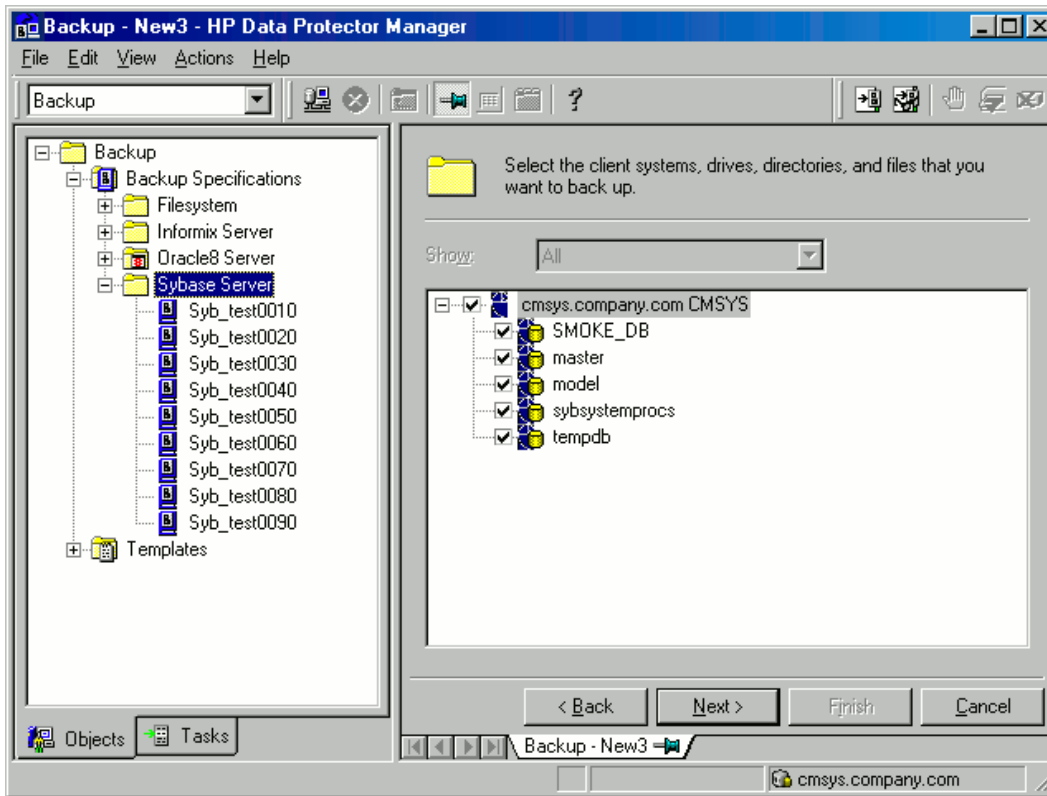 Backup - New3 - HP Data Protector Manager
File Edit View Actions Help
Backup
Backup
Backup Specifications
Filesystem
Informix Server
Oracle8 Server
Sybase Server
Syb_test0010
Syb_test0020
Syb_test0030
Syb_test0040
Syb_test0050
Syb_test0060
Syb_test0070
Syb_test0080
Syb_test0090
Templates
Objects
Tasks
Select the client systems, drives, directories, and files that you
want to back up.
Show:
All
cmsys.company.com CMSYS
SMOKE_DB
master
model
sybsystemprocs
tempdb
< Back
Next >
Finish
Cancel
Backup - New3
cmsys.company.com